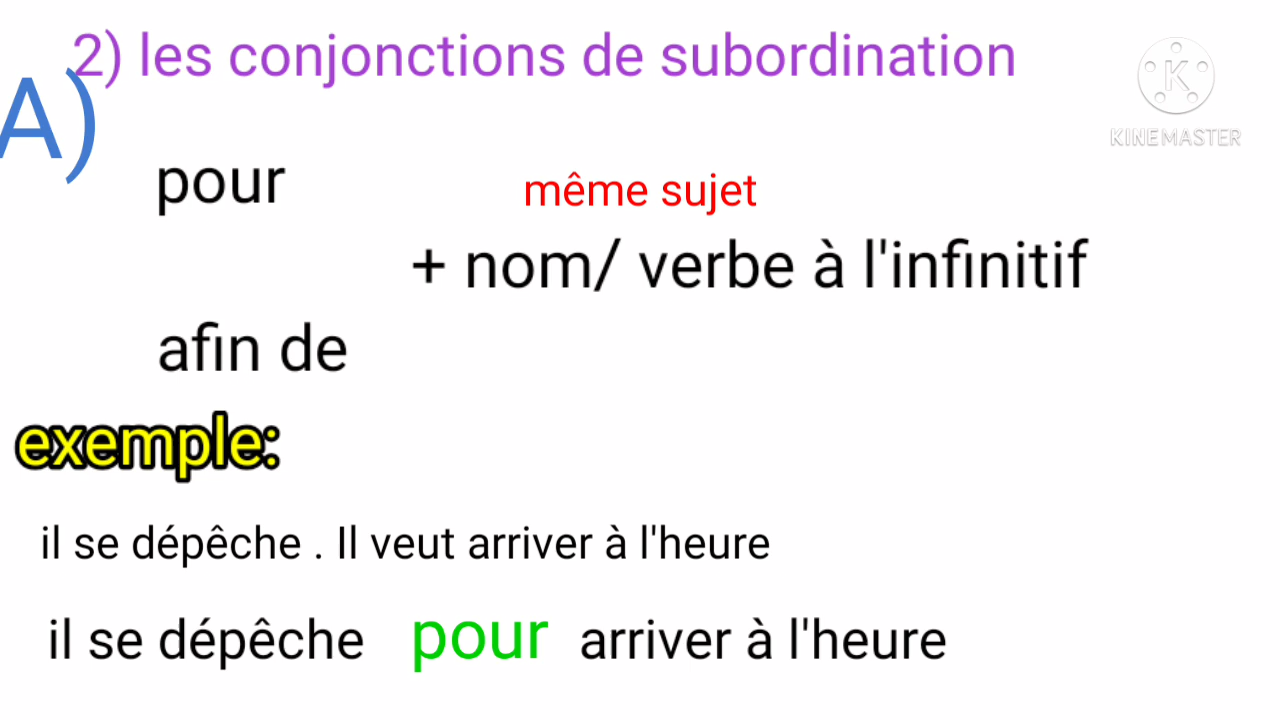 2) les conjonctions de subordination
A)
KINEMASTER
pour
même sujet
+ nom/ verbe à l'infinitif
afin de
exemple:
il se dépêche . Il veut arriver à l'heure
il se dépêche pour arriver à l'heure